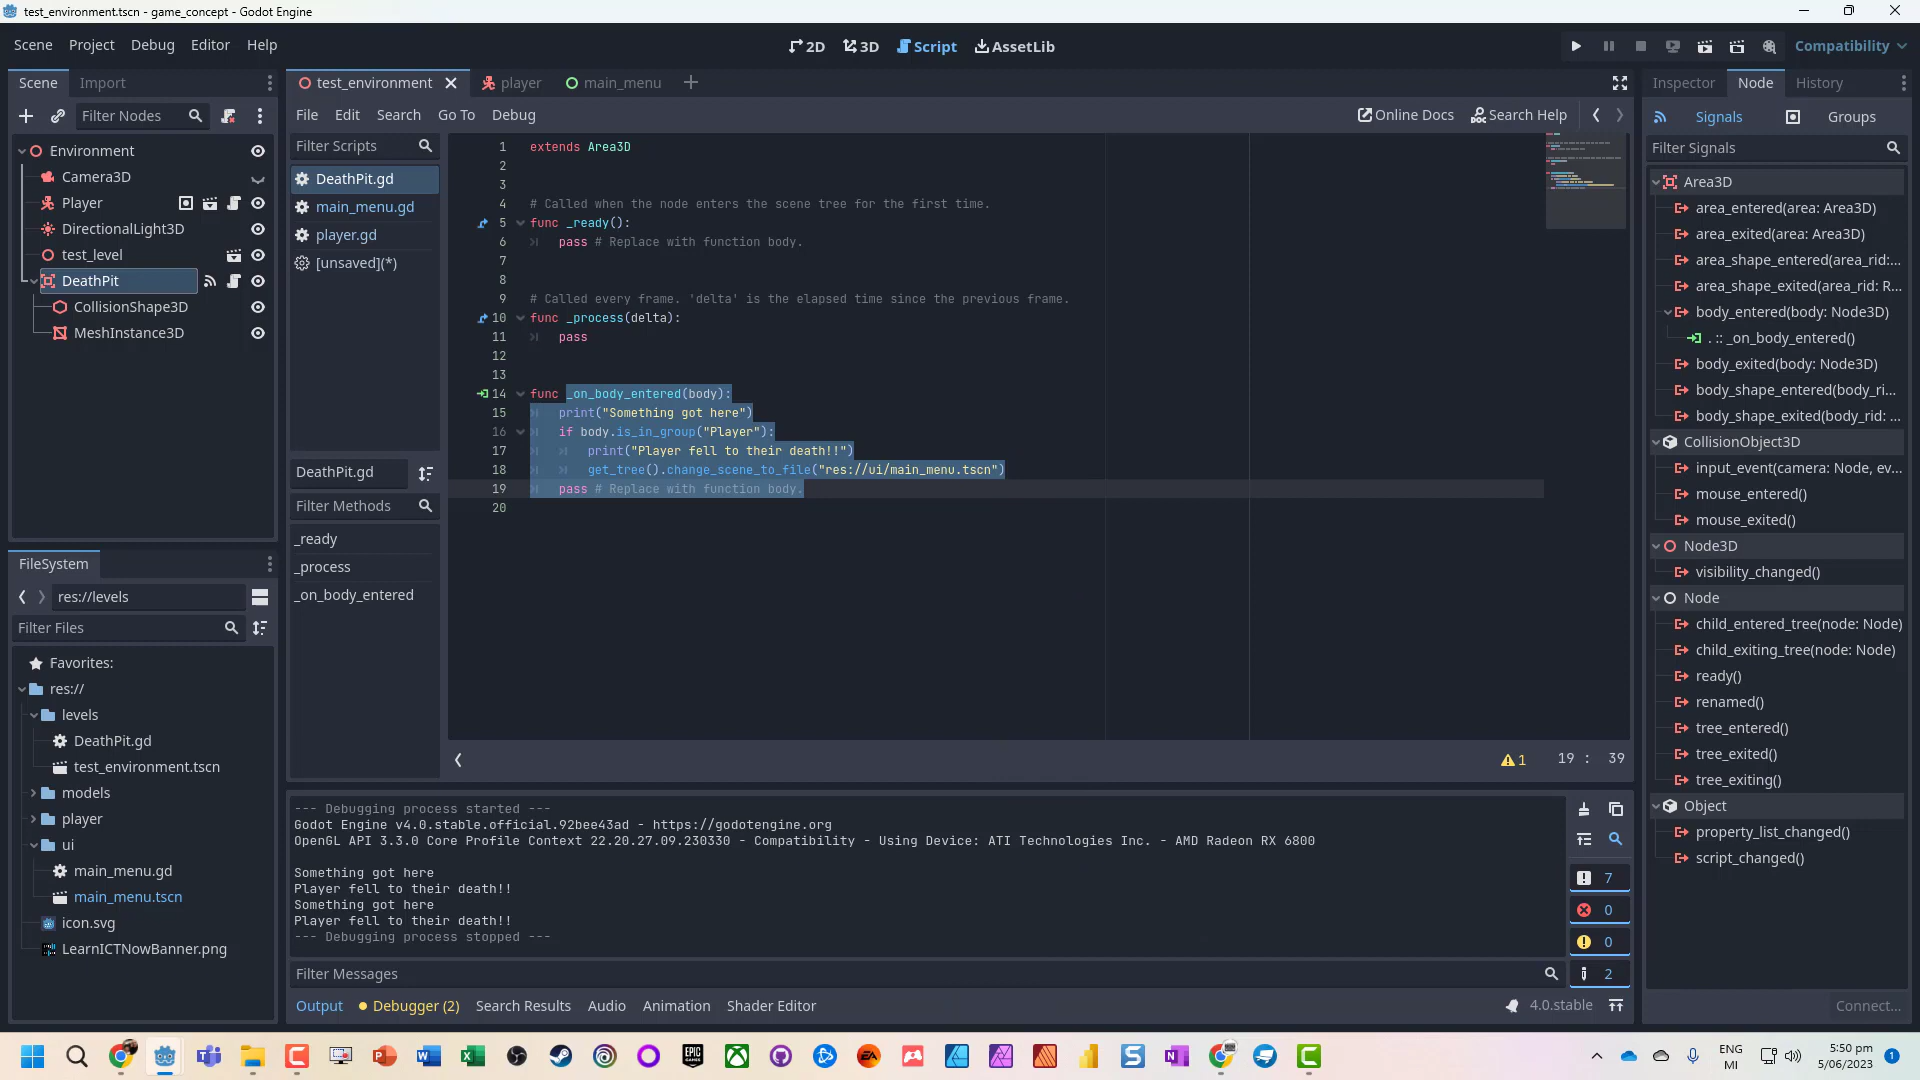 test_environment.tscn - game_concept - Godot Engine
Scene Project Debug Editor Help
2D 3D Script AssetLib
Compatibility
Scene Import
Filter Nodes
Environment
Camera3D
Player
DirectionalLight3D
test_level
DeathPit
CollisionShape3D
MeshInstance3D
FileSystem
res://levels
Filter Files
Favorites:
res://
levels
DeathPit.gd
test_environment.tscn
models
player
ui
main_menu.gd
main_menu.tscn
icon.svg
LearnICTNowBanner.png
test_environment player main_menu
File Edit Search Go To Debug
Online Docs Search Help
Filter Scripts
DeathPit.gd
main_menu.gd
player.gd
[unsaved](*)
DeathPit.gd
Filter Methods
_ready
_process
_on_body_entered
1 extends Area3D
2
3
4 # Called when the node enters the scene tree for the first time.
5 func _ready():
6 pass # Replace with function body.
7
8
9 # Called every frame. 'delta' is the elapsed time since the previous frame.
10 func _process(delta):
11 pass
12
13
14 func _on_body_entered(body):
15 print("Something got here")
16 if body.is_in_group("Player"):
17 print("Player fell to their death!!")
18 get_tree().change_scene_to_file("res://ui/main_menu.tscn")
19 pass # Replace with function body.
20
1 19 : 39
--- Debugging process started ---
Godot Engine v4.0.stable.official.92bee43ad - https://godotengine.org
OpenGL API 3.3.0 Core Profile Context 22.20.27.09.230330 - Compatibility - Using Device: ATI Technologies Inc. - AMD Radeon RX 6800
Something got here
Player fell to their death!!
Something got here
Player fell to their death!!
--- Debugging process stopped ---
7
0
0
2
Filter Messages
Output Debugger (2) Search Results Audio Animation Shader Editor
4.0.stable
Inspector Node History
Signals Groups
Filter Signals
Area3D
area_entered(area: Area3D)
area_exited(area: Area3D)
area_shape_entered(area_rid:...
area_shape_exited(area_rid: R...
body_entered(body: Node3D)
. :: _on_body_entered()
body_exited(body: Node3D)
body_shape_entered(body_ri...
body_shape_exited(body_rid: ...
CollisionObject3D
input_event(camera: Node, ev...
mouse_entered()
mouse_exited()
Node3D
visibility_changed()
Node
child_entered_tree(node: Node)
child_exiting_tree(node: Node)
ready()
renamed()
tree_entered()
tree_exited()
tree_exiting()
Object
property_list_changed()
script_changed()
Connect...
ENG
MI
5:50 pm
5/06/2023
1